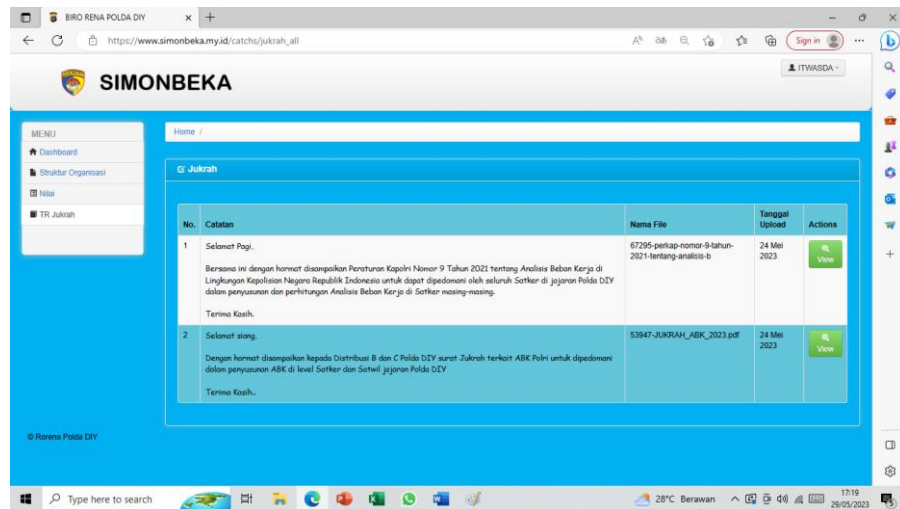 BIRO RENA POLDA DIY
https://www.simonbeka.my.id/catchs/jukrah_all
Sign in
SIMONBEKA
ITWASDA
MENU
Dashboard
Struktur Organisasi
Nilai
TR Jukrah
Home /
Jukrah
No. Catatan Nama File Tanggal Upload Actions
1 Selamat Pagi, 67295-perkap-nomor-9-tahun- 24 Mei
2021-tentang-analisis-b 2023
View
Bersama ini dengan hormat disampaikan Peraturan Kapolri Nomor 9 Tahun 2021 tentang Analisis Beban Kerja di
Lingkungan Kepolisian Negara Republik Indonesia untuk dapat dipedomani oleh seluruh Satker di jajaran Polda DIY
dalam penyusunan dan perhitungan Analisis Beban Kerja di Satker masing-masing.
Terima Kasih.
2 Selamat siang, 53947-JUKRAH_ABK_2023.pdf 24 Mei
2023
View
Dengan hormat disampaikan kepada Distribusi B dan C Polda DIY surat Jukrah terkait ABK Polri untuk dipedomani
dalam penyusunan ABK di level Satker dan Satwil jajaran Polda DIY
Terima Kasih..
© Rorena Polda DIY
Type here to search
28°C Berawan
17:19
29/05/2023